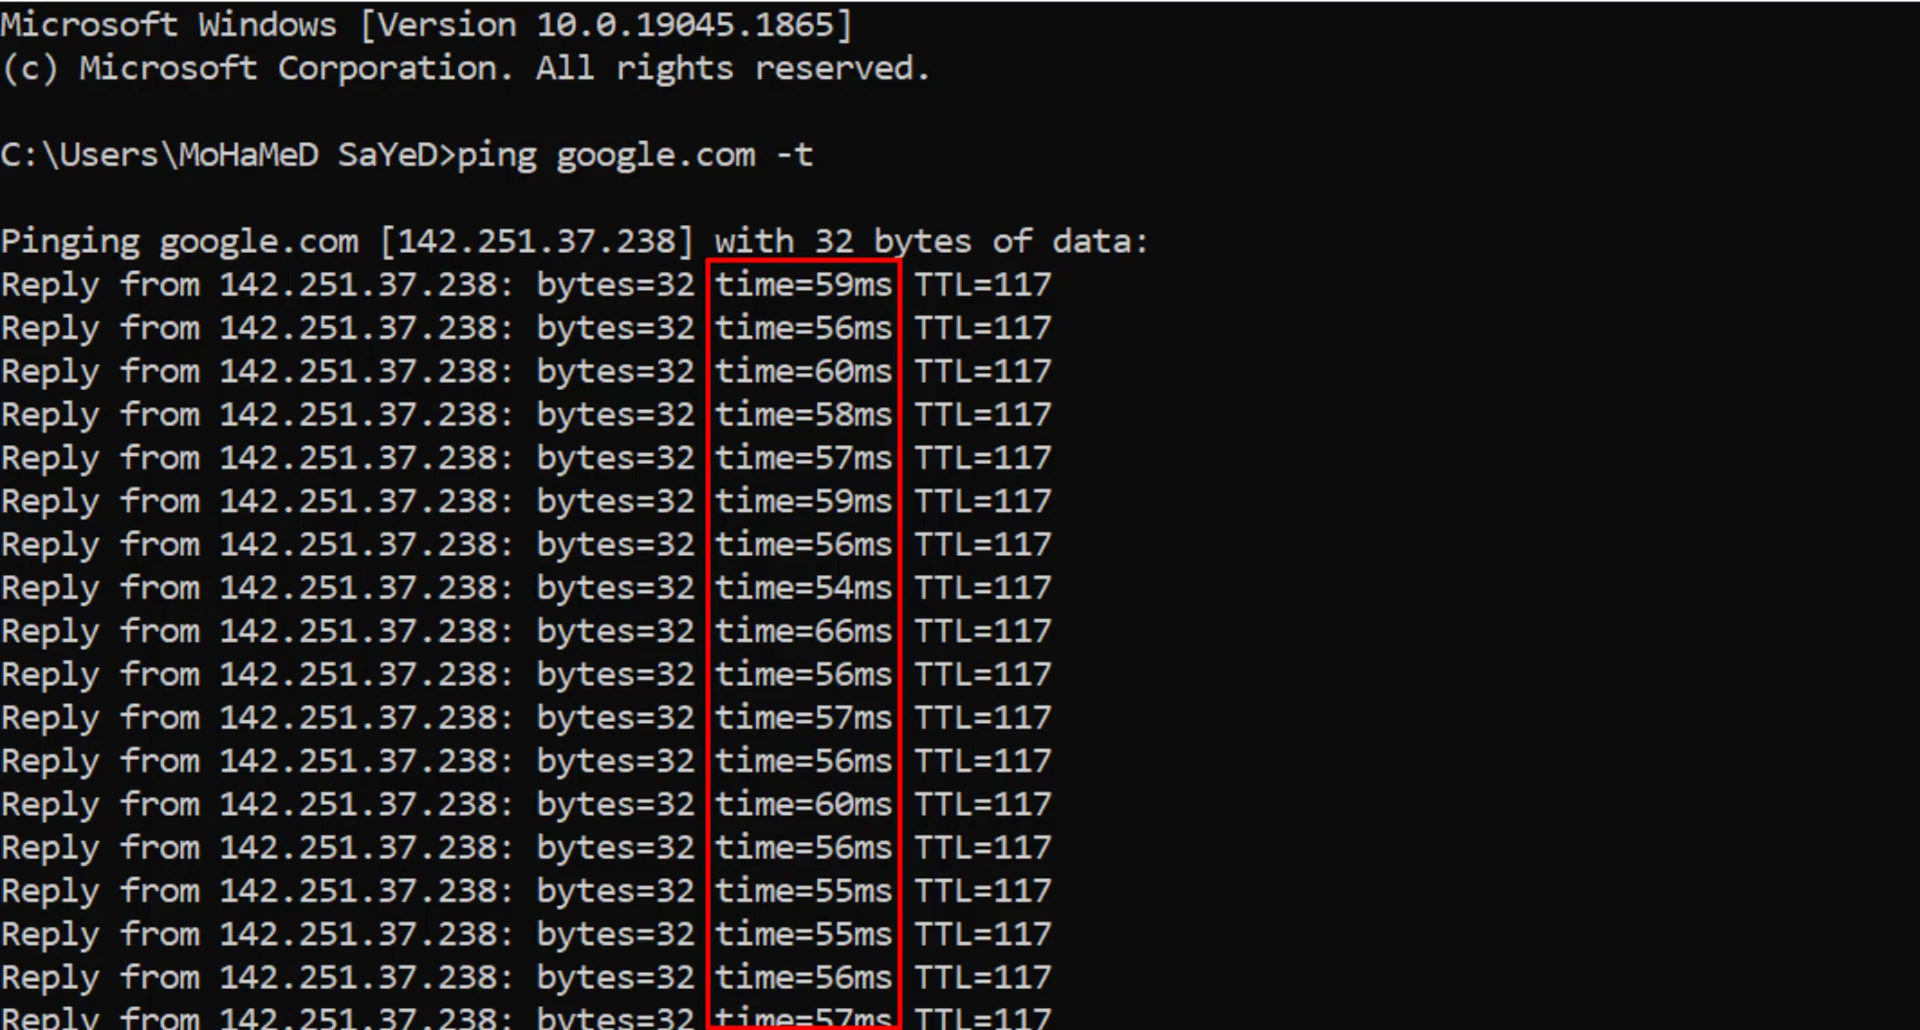 Microsoft Windows [Version 10.0.19045.1865]
(c) Microsoft Corporation. All rights reserved.
C:\Users\MoHaMeD SaYeD>ping google.com -t
Pinging google.com [142.251.37.238] with 32 bytes of data:
Reply from 142.251.37.238: bytes=32 time=59ms TTL=117
Reply from 142.251.37.238: bytes=32 time=56ms TTL=117
Reply from 142.251.37.238: bytes=32 time=60ms TTL=117
Reply from 142.251.37.238: bytes=32 time=58ms TTL=117
Reply from 142.251.37.238: bytes=32 time=57ms TTL=117
Reply from 142.251.37.238: bytes=32 time=59ms TTL=117
Reply from 142.251.37.238: bytes=32 time=56ms TTL=117
Reply from 142.251.37.238: bytes=32 time=54ms TTL=117
Reply from 142.251.37.238: bytes=32 time=66ms TTL=117
Reply from 142.251.37.238: bytes=32 time=56ms TTL=117
Reply from 142.251.37.238: bytes=32 time=57ms TTL=117
Reply from 142.251.37.238: bytes=32 time=56ms TTL=117
Reply from 142.251.37.238: bytes=32 time=60ms TTL=117
Reply from 142.251.37.238: bytes=32 time=56ms TTL=117
Reply from 142.251.37.238: bytes=32 time=55ms TTL=117
Reply from 142.251.37.238: bytes=32 time=55ms TTL=117
Reply from 142.251.37.238: bytes=32 time=56ms TTL=117
Reply from 142.251.37.238: bytes=32 time=57ms TTL=117